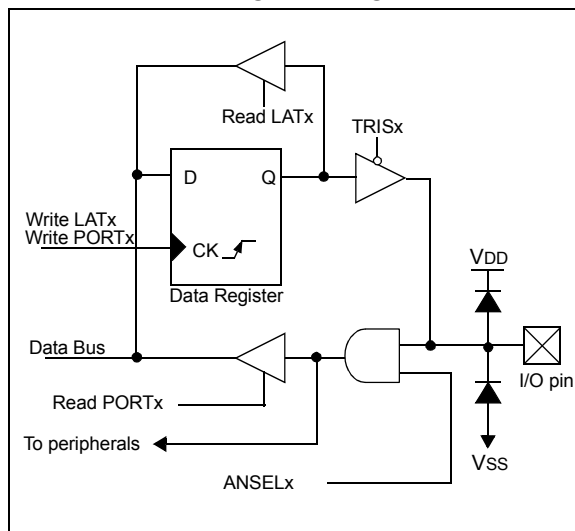 Read LATx
TRISx
D
Q
Write LATx
Write PORTx
CK
Data Register
VDD
Data Bus
I/O pin
Read PORTx
To peripherals
VSS
ANSELx